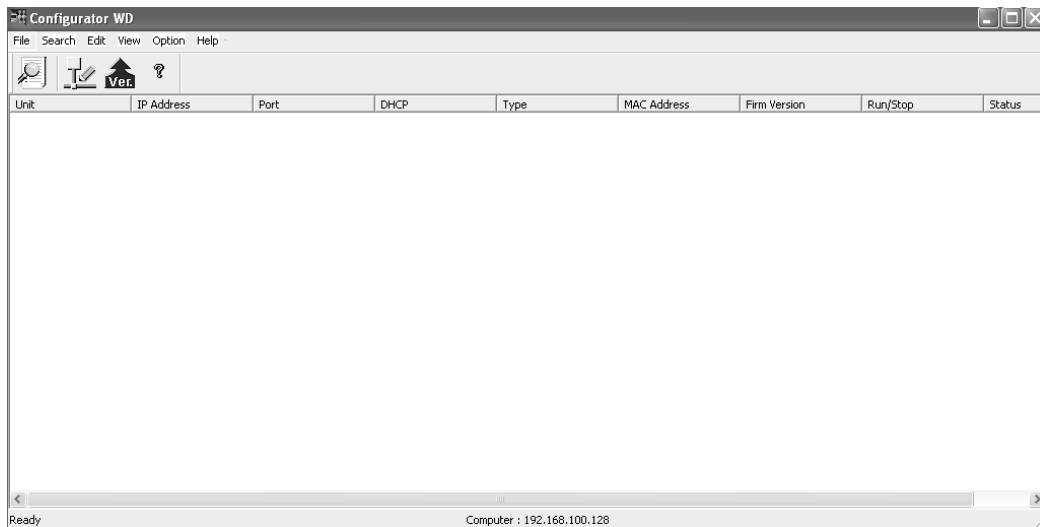 Configurator WD
File Search Edit View Option Help
Ver. ?
Unit IP Address Port DHCP Type MAC Address Firm Version Run/Stop Status
Ready Computer : 192.168.100.128